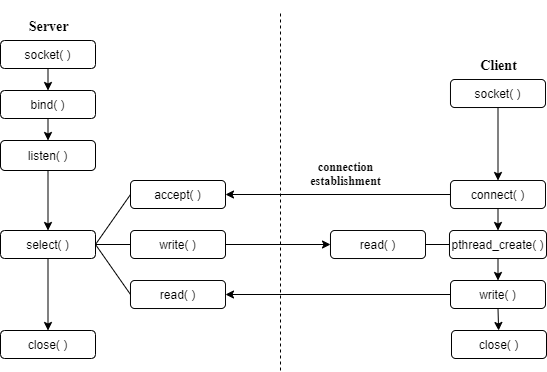 Server
socket( )
bind( )
listen( )
select( )
close( )
accept( )
write( )
read( )
connection
establishment
read( )
Client
socket( )
connect( )
pthread_create( )
write( )
close( )